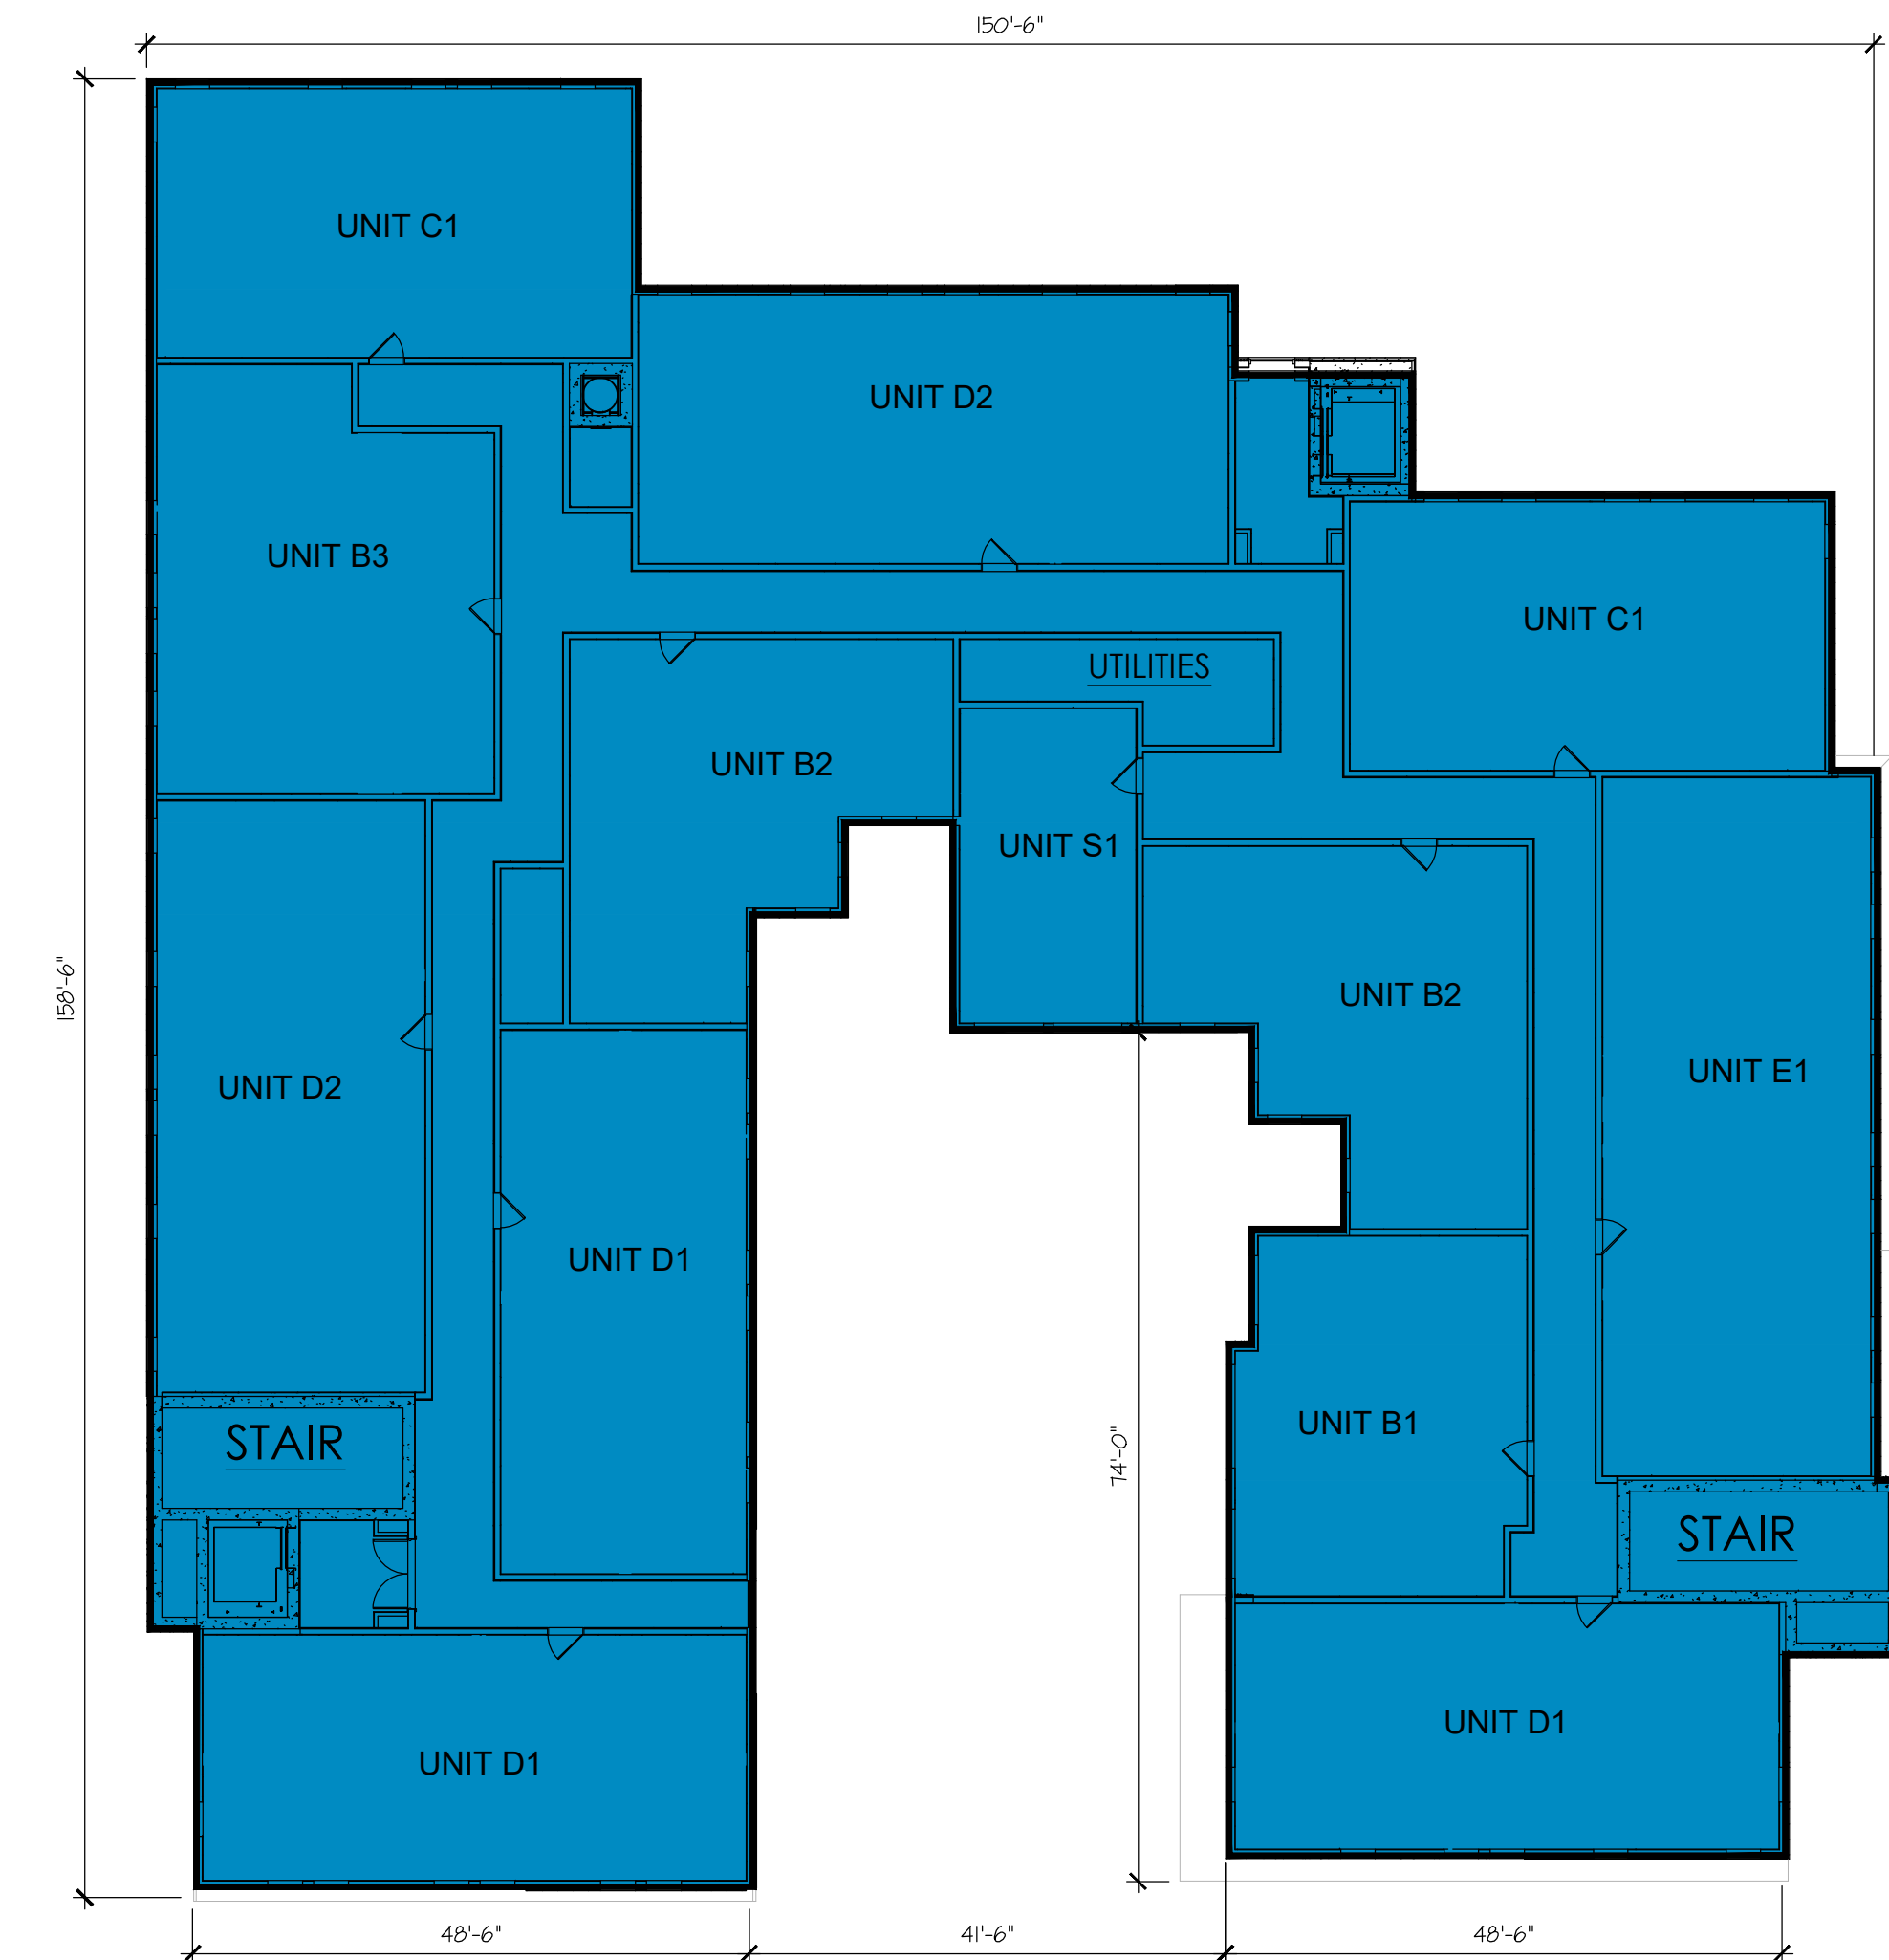 150'-6"
UNIT C1
UNIT D2
UNIT B3
UNIT C1
UTILITIES
UNIT B2
UNIT S1
158'-6"
UNIT B2
UNIT E1
UNIT D2
UNIT D1
UNIT B1
STAIR
74'-0"
STAIR
UNIT D1
UNIT D1
48'-6"
41'-6"
48'-6"